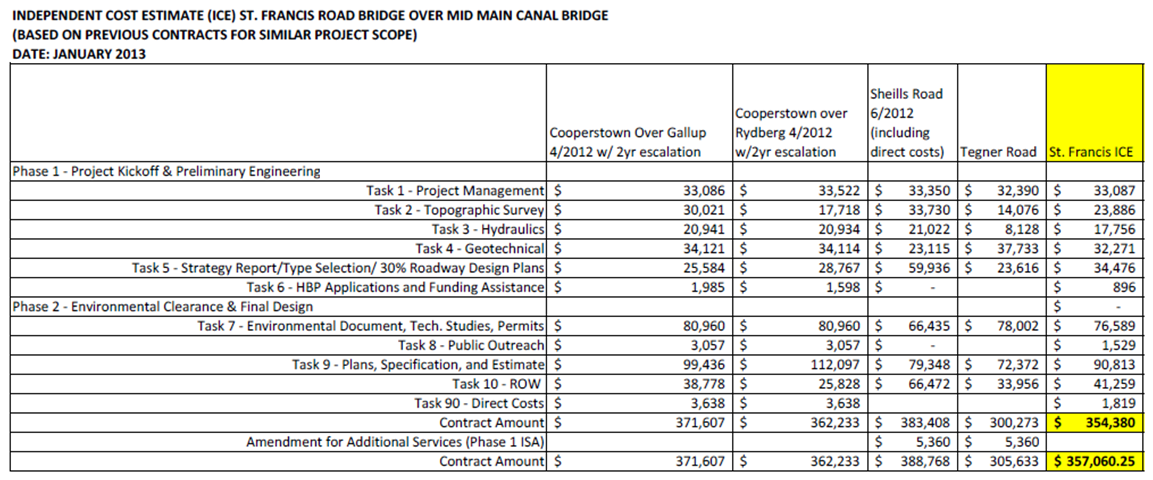 INDEPENDENT COST ESTIMATE (ICE) ST. FRANCIS ROAD BRIDGE OVER MID MAIN CANAL BRIDGE
(BASED ON PREVIOUS CONTRACTS FOR SIMILAR PROJECT SCOPE)
DATE: JANUARY 2013
Cooperstown Over Gallup
4/2012 w/ 2yr escalation
Cooperstown over
Rydberg 4/2012
w/2yr escalation
Sheills Road
6/2012
(including
direct costs)
Tegner Road
St. Francis ICE
Phase 1 - Project Kickoff & Preliminary Engineering
Task 1 - Project Management $ 33,086 $ 33,522 $ 33,350 $ 32,390 $ 33,087
Task 2 - Topographic Survey $ 30,021 $ 17,718 $ 33,730 $ 14,076 $ 23,886
Task 3 - Hydraulics $ 20,941 $ 20,934 $ 21,022 $ 8,128 $ 17,756
Task 4 - Geotechnical $ 34,121 $ 34,114 $ 23,115 $ 37,733 $ 32,271
Task 5 - Strategy Report/Type Selection/ 30% Roadway Design Plans $ 25,584 $ 28,767 $ 59,936 $ 23,616 $ 34,476
Task 6 - HBP Applications and Funding Assistance $ 1,985 $ 1,598 $ - $ 896
Phase 2 - Environmental Clearance & Final Design $ -
Task 7 - Environmental Document, Tech. Studies, Permits $ 80,960 $ 80,960 $ 66,435 $ 78,002 $ 76,589
Task 8 - Public Outreach $ 3,057 $ 3,057 $ - $ 1,529
Task 9 - Plans, Specification, and Estimate $ 99,436 $ 112,097 $ 79,348 $ 72,372 $ 90,813
Task 10 - ROW $ 38,778 $ 25,828 $ 66,472 $ 33,956 $ 41,259
Task 90 - Direct Costs $ 3,638 $ 3,638 $ 1,819
Contract Amount $ 371,607 $ 362,233 $ 383,408 $ 300,273 $ 354,380
Amendment for Additional Services (Phase 1 ISA) $ 5,360 $ 5,360
Contract Amount $ 371,607 $ 362,233 $ 388,768 $ 305,633 $ 357,060.25